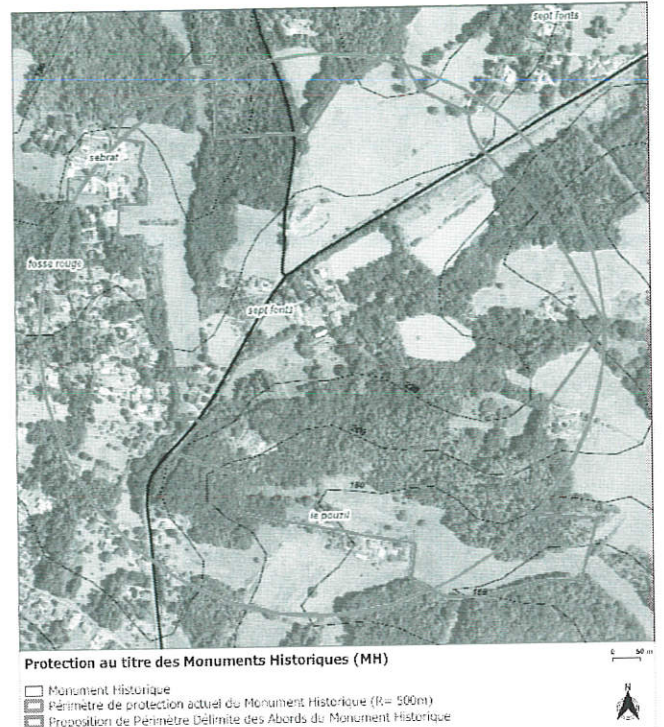 sept fonts
sebrat
fosse rouge
sept fonts
le pouzil
Protection au titre des Monuments Historiques (MH)
0 50 m
Monument Historique
Périmètre de protection actuel du Monument Historique (R= 500m)
Proposition de Périmètre Délimité des Abords du Monument Historique
N